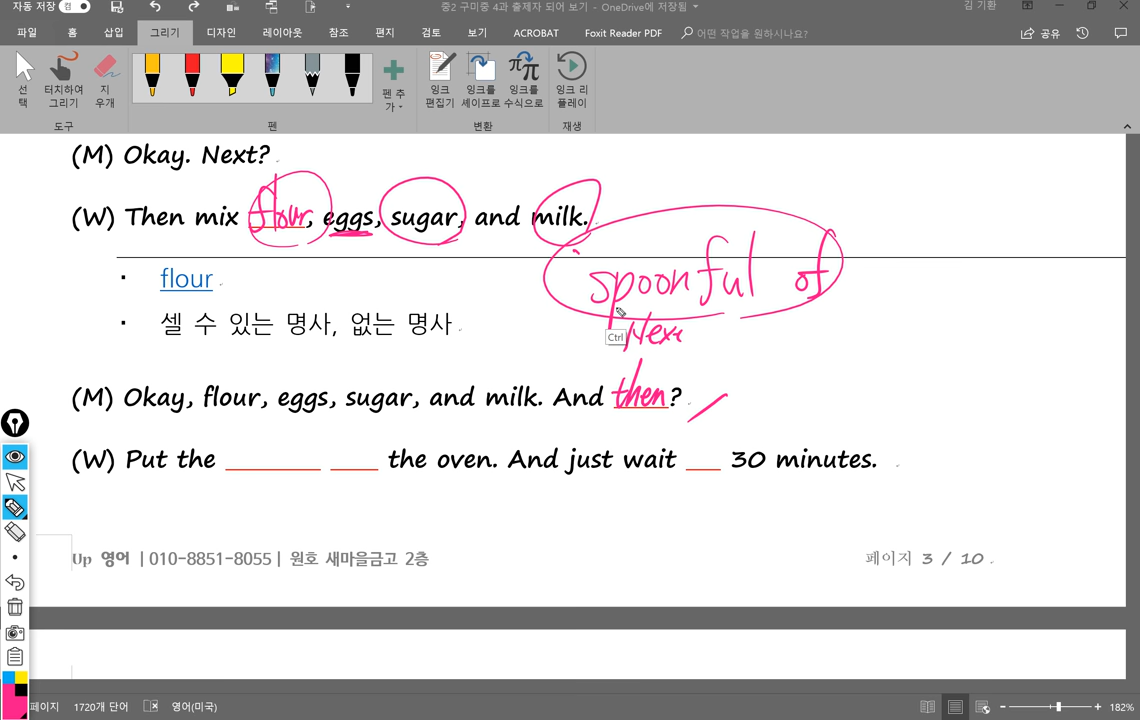 자동 저장 켬 중2 구미중 4과 출제자 되어 보기 - OneDrive에 저장됨 김 기환
파일 홈 삽입 그리기 디자인 레이아웃 참조 편지 검토 보기 ACROBAT Foxit Reader PDF 어떤 작업을 원하시나요? 공유
선택 터치하여 그리기 지우개 펜 추가 잉크 편집기 잉크를 셰이프로 잉크를 수식으로 잉크 리플레이
도구 펜 변환 재생
(M) Okay. Next?
(W) Then mix flour, eggs, sugar, and milk.
· flour spoonful of
· 셀 수 있는 명사, 없는 명사
Ctrl Next
(M) Okay, flour, eggs, sugar, and milk. And then?
(W) Put the ______ ____ the oven. And just wait ___ 30 minutes.
Up 영어 | 010-8851-8055 | 원호 새마을금고 2층 페이지 3 / 10
페이지 1720개 단어 영어(미국) 182%